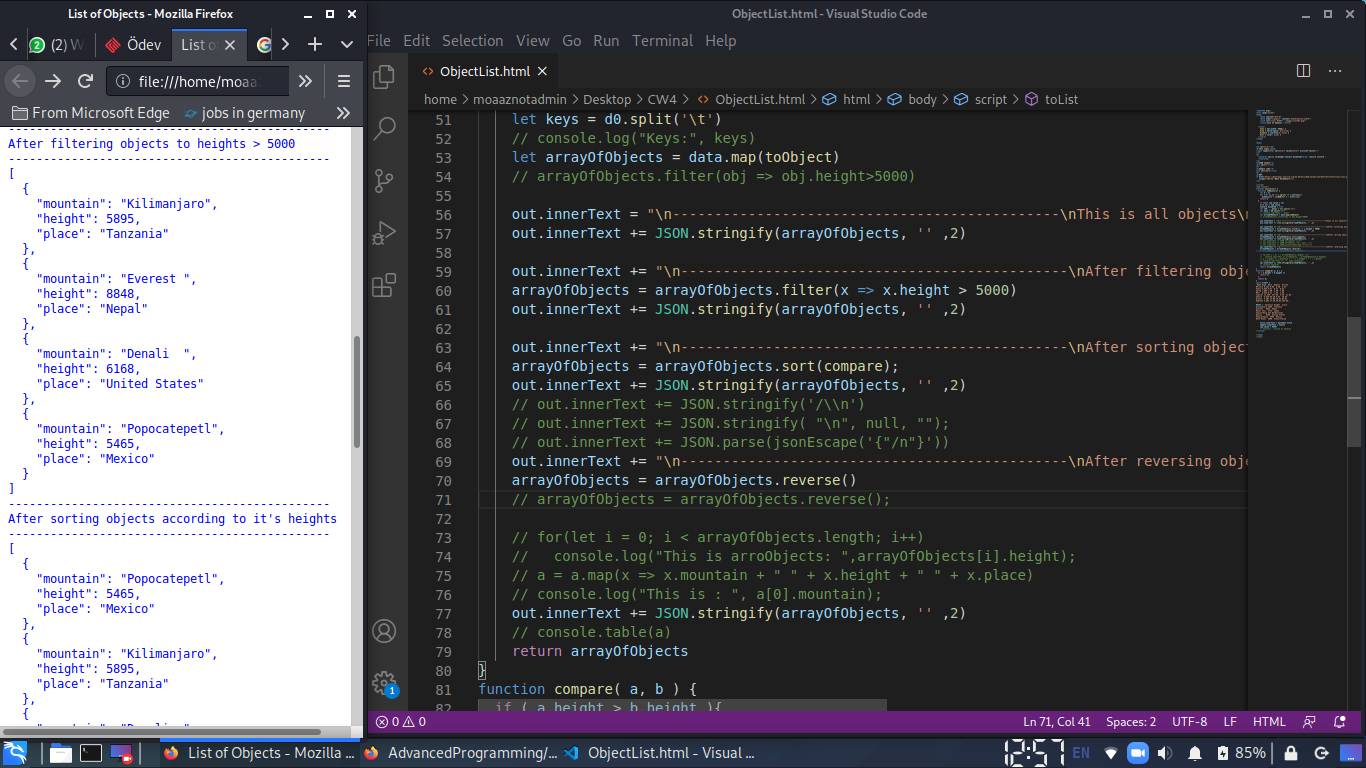 List of Objects - Mozilla Firefox
2 (2) W
Ödev
List of
file:///home/moaa
From Microsoft Edge
jobs in germany
------------------------------------------
After filtering objects to heights > 5000
------------------------------------------
[
{
"mountain": "Kilimanjaro",
"height": 5895,
"place": "Tanzania"
},
{
"mountain": "Everest ",
"height": 8848,
"place": "Nepal"
},
{
"mountain": "Denali  ",
"height": 6168,
"place": "United States"
},
{
"mountain": "Popocatepetl",
"height": 5465,
"place": "Mexico"
}
]
------------------------------------------
After sorting objects according to it's heights
------------------------------------------
[
{
"mountain": "Popocatepetl",
"height": 5465,
"place": "Mexico"
},
{
"mountain": "Kilimanjaro",
"height": 5895,
"place": "Tanzania"
},
{
ObjectList.html - Visual Studio Code
File Edit Selection View Go Run Terminal Help
ObjectList.html
home > moaaznotadmin > Desktop > CW4 > ObjectList.html > html > body > script > toList
51 let keys = d0.split('\t')
52 // console.log("Keys:", keys)
53 let arrayOfObjects = data.map(toObject)
54 // arrayOfObjects.filter(obj => obj.height>5000)
55
56 out.innerText = "\n----------------------------------------------\nThis is all objects\n
57 out.innerText += JSON.stringify(arrayOfObjects, '' ,2)
58
59 out.innerText += "\n----------------------------------------------\nAfter filtering obje
60 arrayOfObjects = arrayOfObjects.filter(x => x.height > 5000)
61 out.innerText += JSON.stringify(arrayOfObjects, '' ,2)
62
63 out.innerText += "\n----------------------------------------------\nAfter sorting object
64 arrayOfObjects = arrayOfObjects.sort(compare);
65 out.innerText += JSON.stringify(arrayOfObjects, '' ,2)
66 // out.innerText += JSON.stringify('/\\n')
67 // out.innerText += JSON.stringify( "\n", null, "");
68 // out.innerText += JSON.parse(jsonEscape('{"/n"}'))
69 out.innerText += "\n----------------------------------------------\nAfter reversing obje
70 arrayOfObjects = arrayOfObjects.reverse()
71 // arrayOfObjects = arrayOfObjects.reverse();
72
73 // for(let i = 0; i < arrayOfObjects.length; i++)
74 //   console.log("This is arroObjects: ",arrayOfObjects[i].height);
75 // a = a.map(x => x.mountain + " " + x.height + " " + x.place)
76 // console.log("This is : ", a[0].mountain);
77 out.innerText += JSON.stringify(arrayOfObjects, '' ,2)
78 // console.table(a)
79 return arrayOfObjects
80 }
81 function compare( a, b ) {
82 if ( a.height > b.height ){
1
0 0 Ln 71, Col 41 Spaces: 2 UTF-8 LF HTML
List of Objects - Mozilla ... AdvancedProgramming/... ObjectList.html - Visual ... 12:57 EN 85%